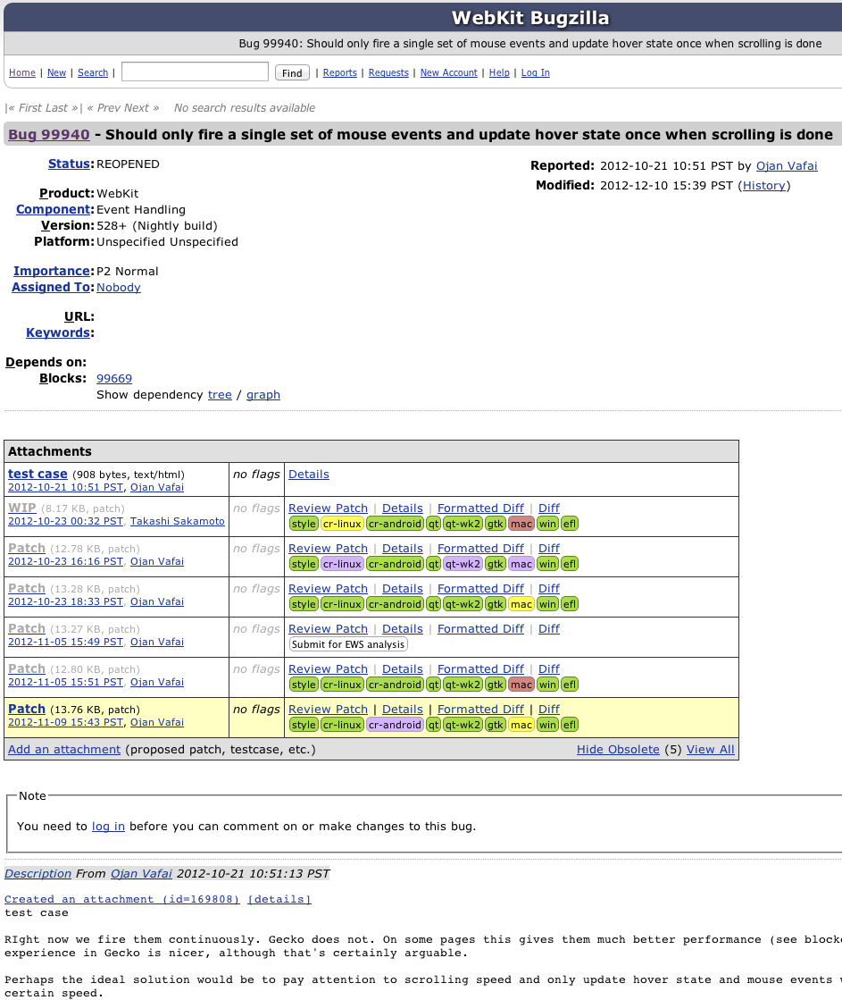 WebKit Bugzilla
Bug 99940: Should only fire a single set of mouse events and update hover state once when scrolling is done
Home | New | Search | Find | Reports | Requests | New Account | Help | Log In
|« First Last »| « Prev Next » No search results available
Bug 99940 - Should only fire a single set of mouse events and update hover state once when scrolling is done
Status: REOPENED
Reported: 2012-10-21 10:51 PST by Ojan Vafai
Modified: 2012-12-10 15:39 PST (History)
Product: WebKit
Component: Event Handling
Version: 528+ (Nightly build)
Platform: Unspecified Unspecified
Importance: P2 Normal
Assigned To: Nobody
URL:
Keywords:
Depends on:
Blocks: 99669
Show dependency tree / graph
Attachments
test case (908 bytes, text/html) no flags Details
2012-10-21 10:51 PST, Ojan Vafai
WIP (8.17 KB, patch) no flags Review Patch | Details | Formatted Diff | Diff
2012-10-23 00:32 PST, Takashi Sakamoto style cr-linux cr-android qt qt-wk2 gtk mac win efl
Patch (12.78 KB, patch) no flags Review Patch | Details | Formatted Diff | Diff
2012-10-23 16:16 PST, Ojan Vafai style cr-linux cr-android qt qt-wk2 gtk mac win efl
Patch (13.28 KB, patch) no flags Review Patch | Details | Formatted Diff | Diff
2012-10-23 18:33 PST, Ojan Vafai style cr-linux cr-android qt qt-wk2 gtk mac win efl
Patch (13.27 KB, patch) no flags Review Patch | Details | Formatted Diff | Diff
2012-11-05 15:49 PST, Ojan Vafai Submit for EWS analysis
Patch (12.80 KB, patch) no flags Review Patch | Details | Formatted Diff | Diff
2012-11-05 15:51 PST, Ojan Vafai style cr-linux cr-android qt qt-wk2 gtk mac win efl
Patch (13.76 KB, patch) no flags Review Patch | Details | Formatted Diff | Diff
2012-11-09 15:43 PST, Ojan Vafai style cr-linux cr-android qt qt-wk2 gtk mac win efl
Add an attachment (proposed patch, testcase, etc.) Hide Obsolete (5) View All
Note
You need to log in before you can comment on or make changes to this bug.
Description From Ojan Vafai 2012-10-21 10:51:13 PST
Created an attachment (id=169808) [details]
test case
RIght now we fire them continuously. Gecko does not. On some pages this gives them much better performance (see
experience in Gecko is nicer, although that's certainly arguable.
Perhaps the ideal solution would be to pay attention to scrolling speed and only update hover state and mouse events
certain speed.